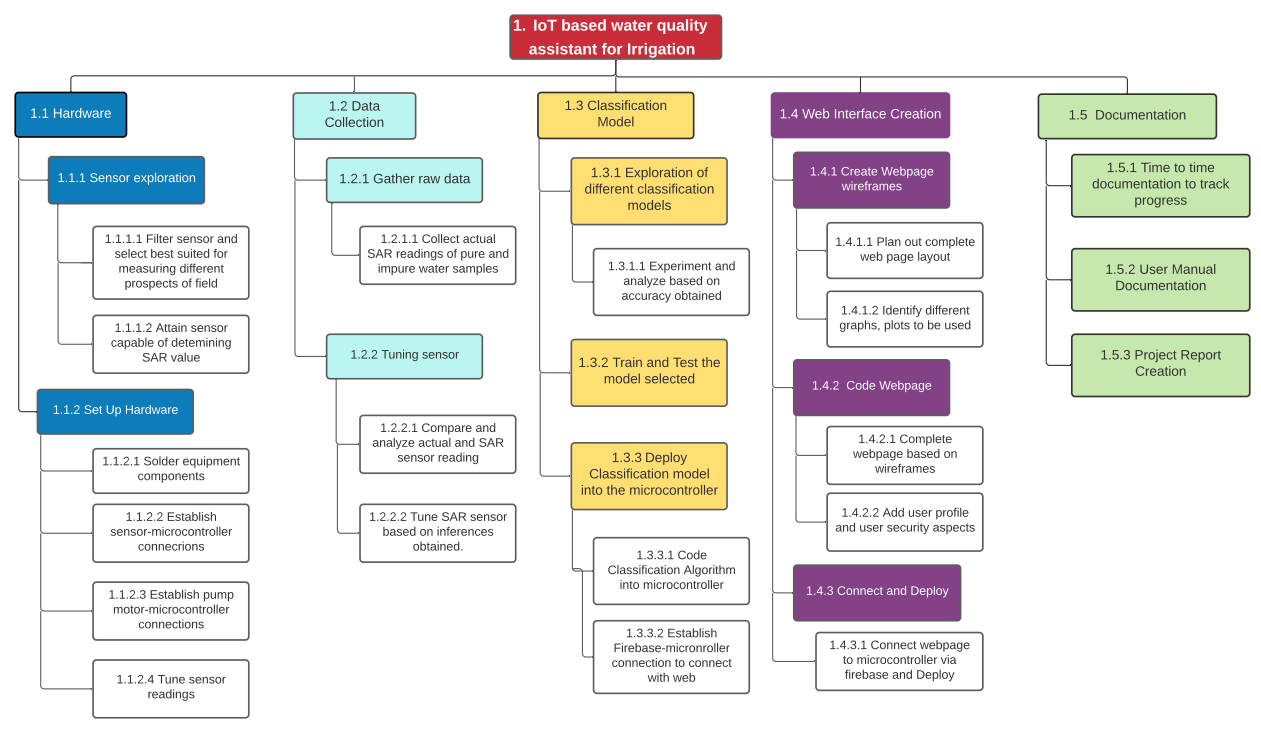 1. IoT based water quality
assistant for Irrigation
1.1 Hardware
1.1.1 Sensor exploration
1.1.1.1 Filter sensor and
select best suited for
measuring different
prospects of field
1.1.1.2 Attain sensor
capable of detemining
SAR value
1.1.2 Set Up Hardware
1.1.2.1 Solder equipment
components
1.1.2.2 Establish
sensor-microcontroller
connecrions
1.1.2.3 Establish pump
motor-microcontroller
connections
1.1.2.4 Tune sensor
readings
1.2 Data
Collection
1.2.1 Gather raw data
1.2.1.1 Collect actual
SAR readings of pure and
impure water samples
1.2.2 Tuning sensor
1.2.2.1 Compare and
analyze actual and SAR
sensor reading
1.2.2.2 Tune SAR sensor
based on inferences
obtained.
1.3 Classification
Model
1.3.1 Exploration of
different classification
models
1.3.1.1 Experiment and
analyze based on
accuracy obtained
1.3.2 Train and Test the
model selected
1.3.3 Deploy
Classification model
into the microcontroller
1.3.3.1 Code
Classification Algorithm
into microcontroller
1.3.3.2 Establish
Firebase-micronroller
connection to connect
with web
1.4 Web Interface Creation
1.4.1 Create Webpage
wireframes
1.4.1.1 Plan out complete
web page layout
1.4.1.2 Identify different
graphs, plots to be used
1.4.2 Code Webpage
1.4.2.1 Complete
webpage based on
wireframes
1.4.2.2 Add user profile
and user security aspects
1.4.3 Connect and Deploy
1.4.3.1 Connect webpage
to microcontroller via
firebase and Deploy
1.5 Documentation
1.5.1 Time to time
documentation to track
progress
1.5.2 User Manual
Documentation
1.5.3 Project Report
Creation